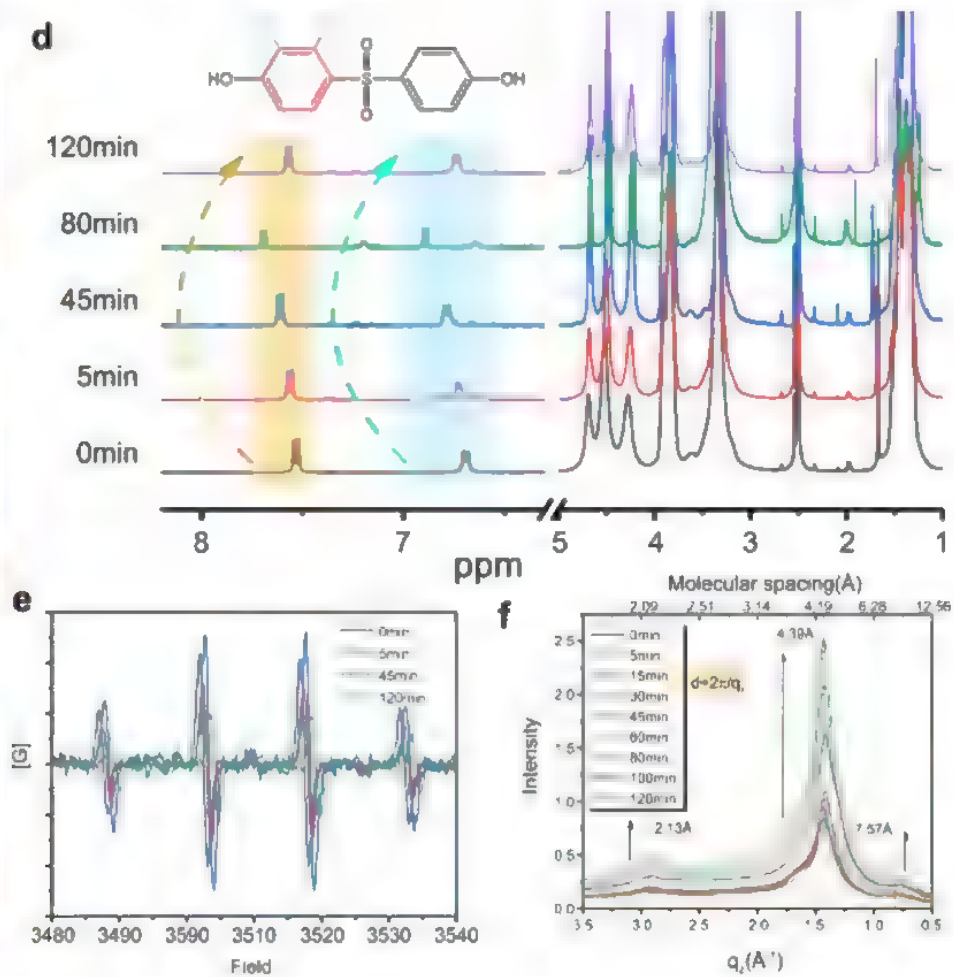 d
HO
O
S
O
OH
120min
80min
45min
5min
0min
8
7
5
4
3
2
1
ppm
e
0min
5min
45min
120min
[G]
3480
3490
3590
3510
3520
3530
3540
Field
f
Molecular spacing(Å)
2.09
2.51
3.14
4.19
6.28
12.56
0min
5min
15min
30min
45min
60min
80min
100min
120min
4.39Å
2.13Å
7.57Å
Intensity
2.5
2.0
1.5
1.0
0.5
0.0
3.5
3.0
2.5
2.0
1.5
1.0
0.5